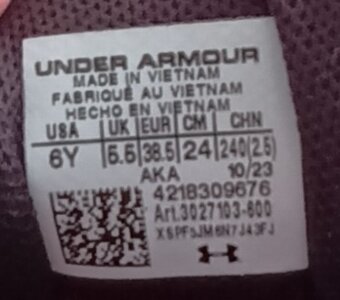 UNDER ARMOUR
MADE IN VIETNAM
FABRIQUÉ AU VIETNAM
HECHO EN VIETNAM
USA UK EUR CM CHN
6Y 5.5 38.5 24 240(2.5)
AKA 10/23
4218309676
Art.3027103-600
XSPF5JM6N7J43FJ